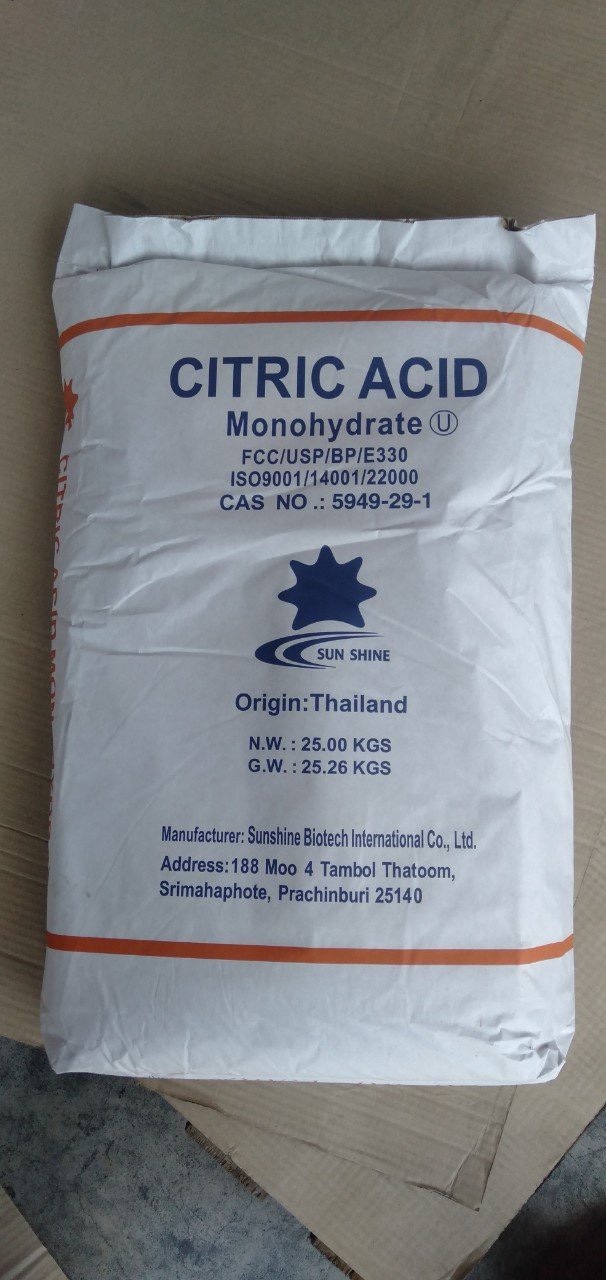 CITRIC ACID
Monohydrate Ⓤ
FCC/USP/BP/E330
ISO9001/14001/22000
CAS NO .: 5949-29-1
SUN SHINE
Origin:Thailand
N.W. : 25.00 KGS
G.W. : 25.26 KGS
Manufacturer: Sunshine Biotech International Co., Ltd.
Address:188 Moo 4 Tambol Thatoom,
Srimahaphote, Prachinburi 25140
CITRIC ACID